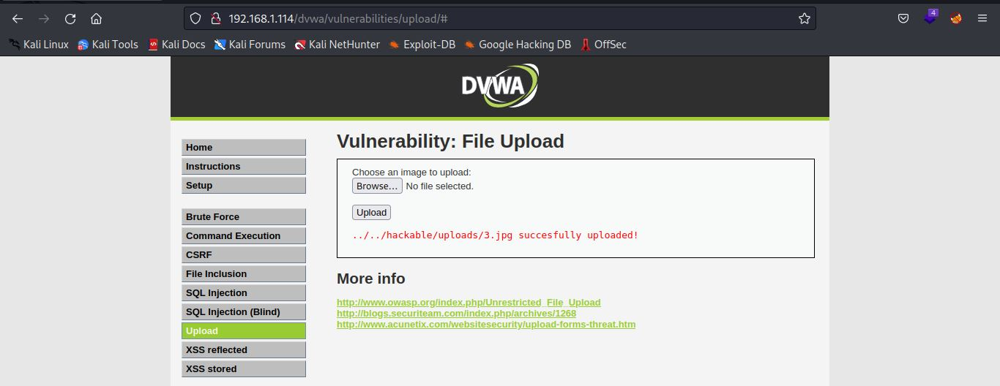 192.168.1.114/dvwa/vulnerabilities/upload/#
4
Kali Linux Kali Tools Kali Docs Kali Forums Kali NetHunter Exploit-DB Google Hacking DB OffSec
DVWA
Home
Instructions
Setup
Brute Force
Command Execution
CSRF
File Inclusion
SQL Injection
SQL Injection (Blind)
Upload
XSS reflected
XSS stored
Vulnerability: File Upload
Choose an image to upload:
Browse... No file selected.
Upload
../../hackable/uploads/3.jpg succesfully uploaded!
More info
http://www.owasp.org/index.php/Unrestricted_File_Upload
http://blogs.securiteam.com/index.php/archives/1268
http://www.acunetix.com/websitesecurity/upload-forms-threat.htm